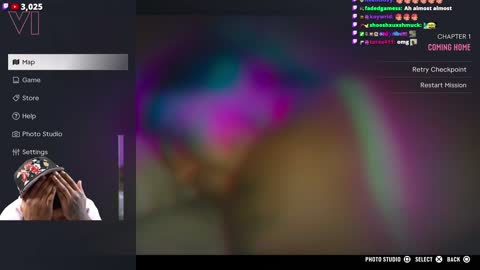 3,025
VI
Map
Game
Store
Help
Photo Studio
Settings
fadedgamess: Ah almost almost
omg
CHAPTER 1
COMING HOME
Retry Checkpoint
Restart Mission
PHOTO STUDIO SELECT BACK